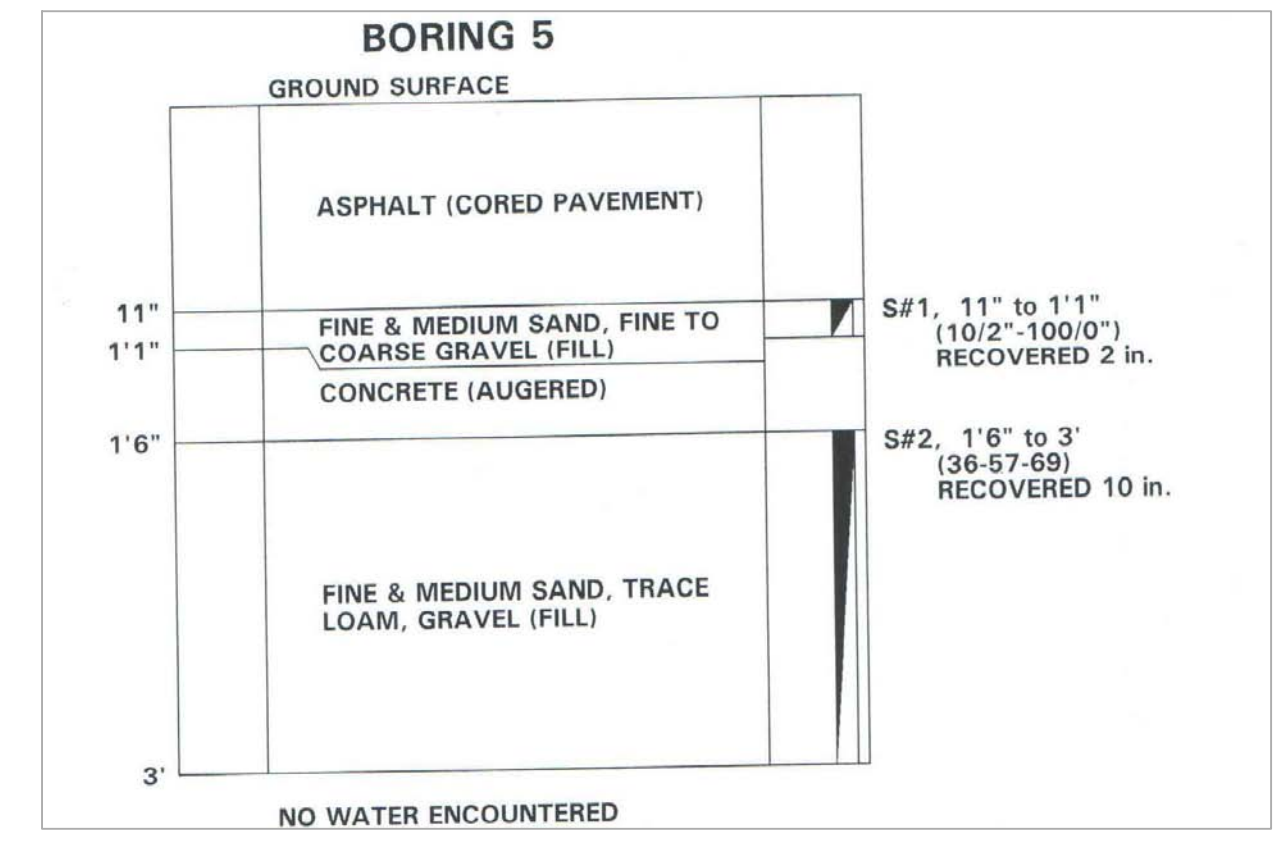 BORING 5
GROUND SURFACE
ASPHALT (CORED PAVEMENT)
11"
FINE & MEDIUM SAND, FINE TO
COARSE GRAVEL (FILL)
1'1"
CONCRETE (AUGERED)
S#1, 11" to 1'1"
(10/2"-100/0")
RECOVERED 2 in.
1'6"
S#2, 1'6" to 3'
(36-57-69)
RECOVERED 10 in.
FINE & MEDIUM SAND, TRACE
LOAM, GRAVEL (FILL)
3'
NO WATER ENCOUNTERED